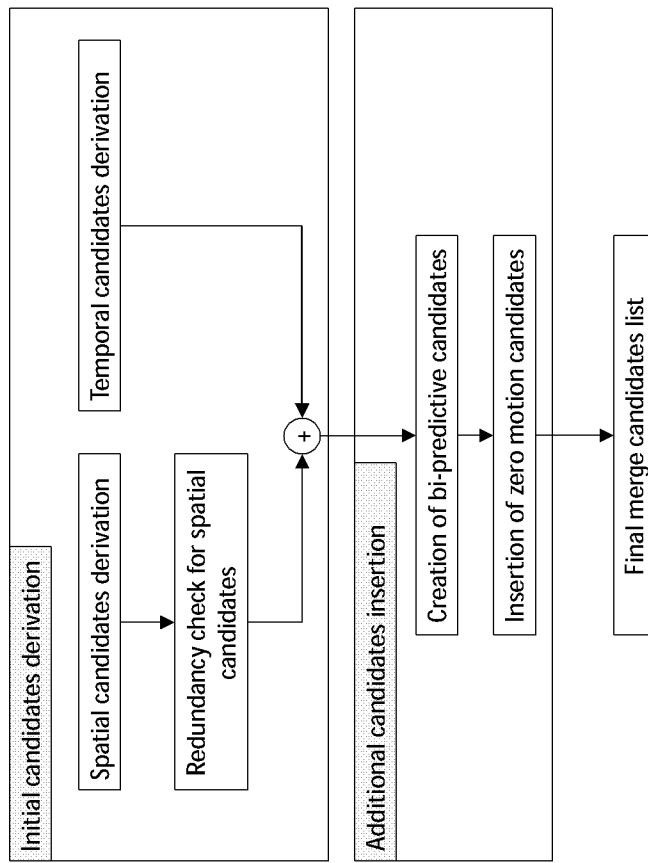 Initial candidates derivation
Spatial candidates derivation
Temporal candidates derivation
Redundancy check for spatial
candidates
+
Additional candidates insertion
Creation of bi-predictive candidates
Insertion of zero motion candidates
Final merge candidates list